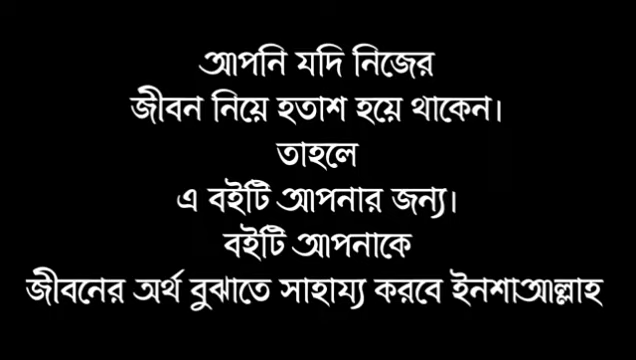 আপনি যদি নিজের
জীবন নিয়ে হতাশ হয়ে থাকেন।
তাহলে
এ বইটি আপনার জন্য।
বইটি আপনাকে
জীবনের অর্থ বুঝাতে সাহায্য করবে ইনশাআল্লাহ